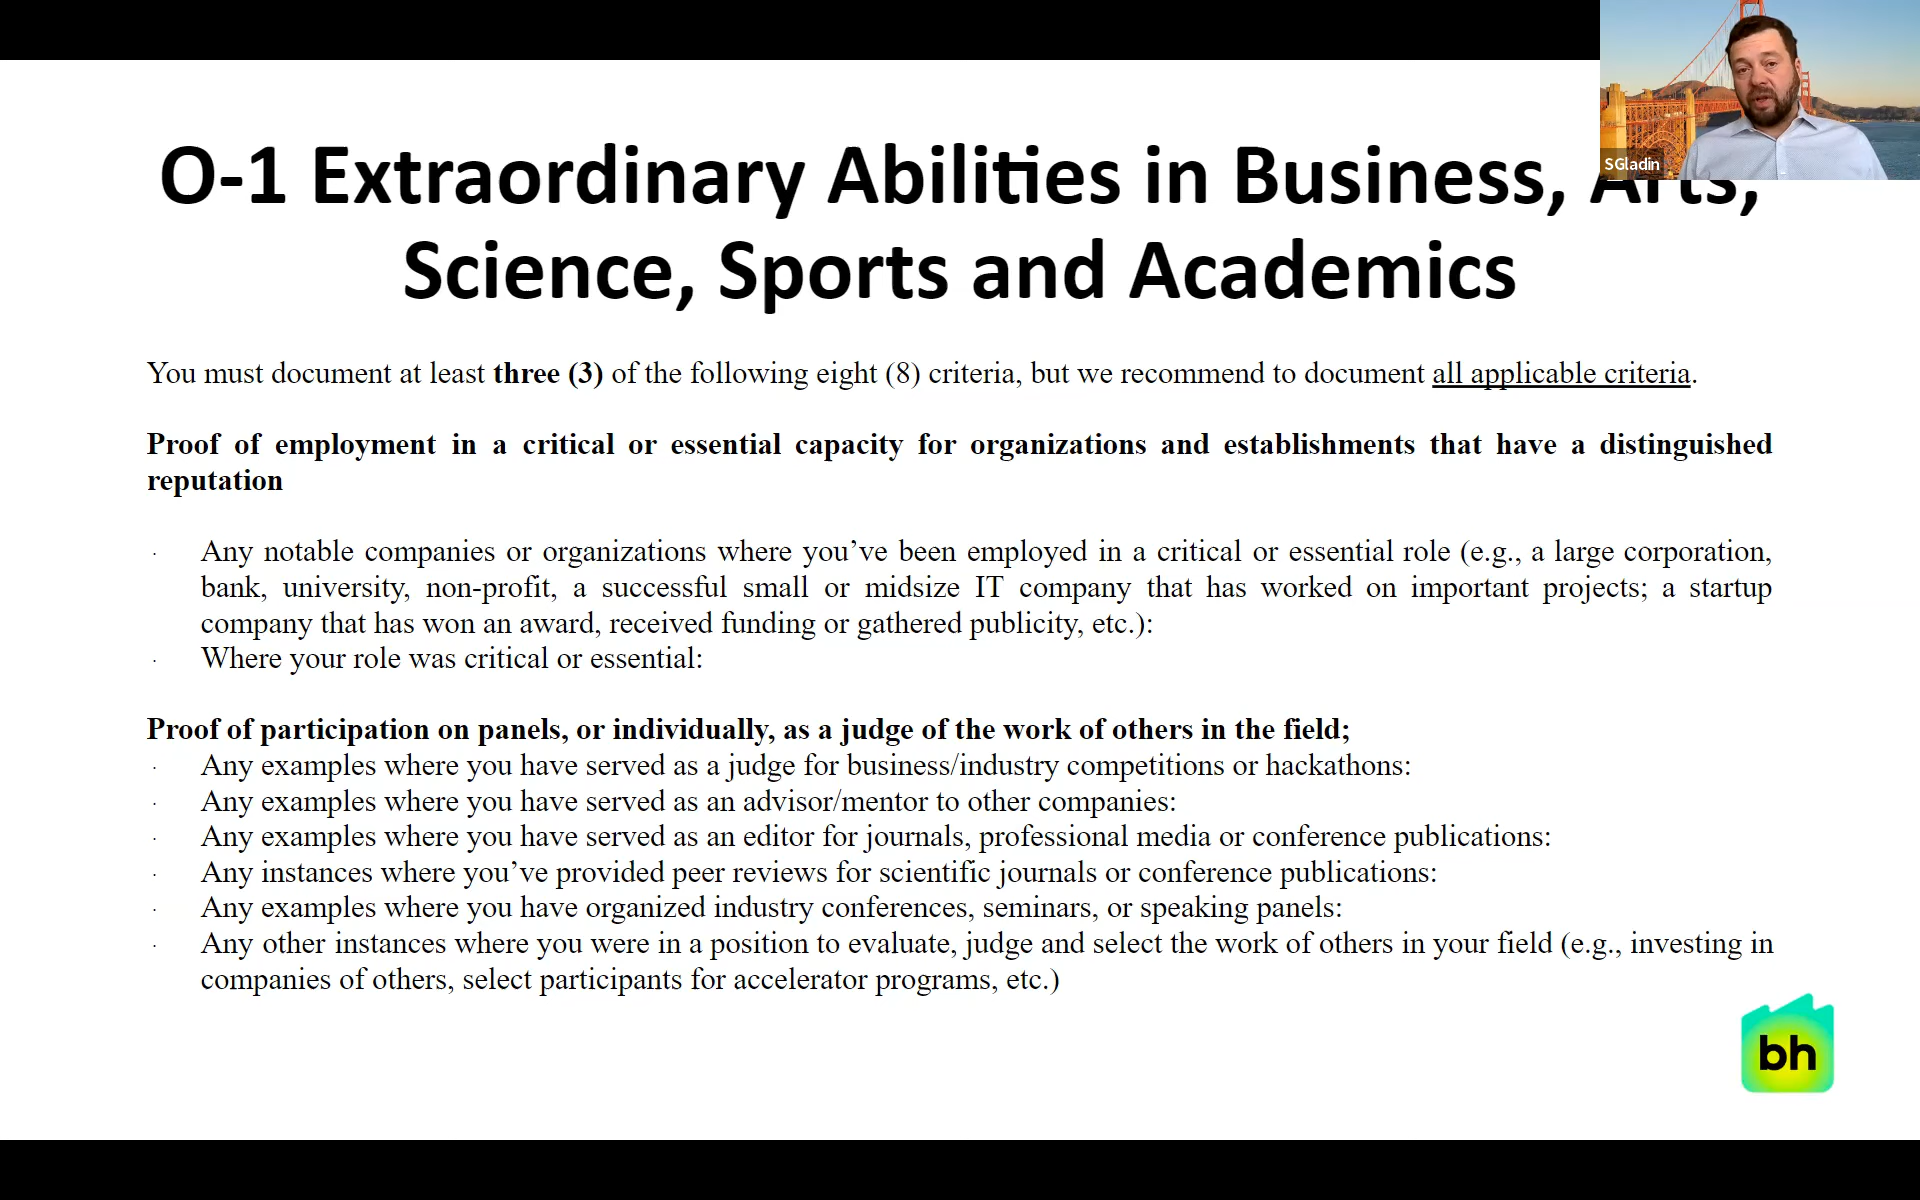 SGladin
O-1 Extraordinary Abilities in Business, Arts,
Science, Sports and Academics
You must document at least three (3) of the following eight (8) criteria, but we recommend to document all applicable criteria.
Proof of employment in a critical or essential capacity for organizations and establishments that have a distinguished
reputation
· Any notable companies or organizations where you’ve been employed in a critical or essential role (e.g., a large corporation,
bank, university, non-profit, a successful small or midsize IT company that has worked on important projects; a startup
company that has won an award, received funding or gathered publicity, etc.):
· Where your role was critical or essential:
Proof of participation on panels, or individually, as a judge of the work of others in the field;
· Any examples where you have served as a judge for business/industry competitions or hackathons:
· Any examples where you have served as an advisor/mentor to other companies:
· Any examples where you have served as an editor for journals, professional media or conference publications:
· Any instances where you’ve provided peer reviews for scientific journals or conference publications:
· Any examples where you have organized industry conferences, seminars, or speaking panels:
· Any other instances where you were in a position to evaluate, judge and select the work of others in your field (e.g., investing in
companies of others, select participants for accelerator programs, etc.)
bh